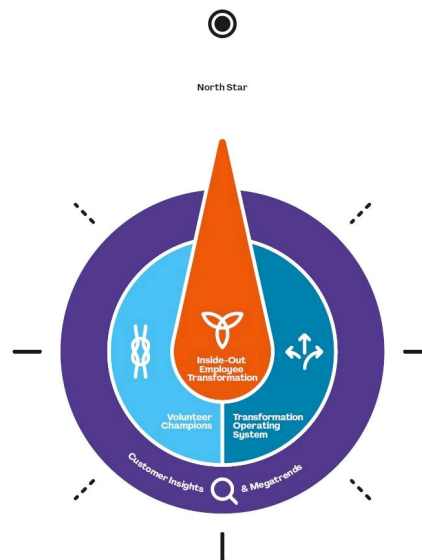 North Star
Inside-Out
Employee
Transformation
Volunteer
Champions
Transformation
Operating
System
Customer Insights & Megatrends